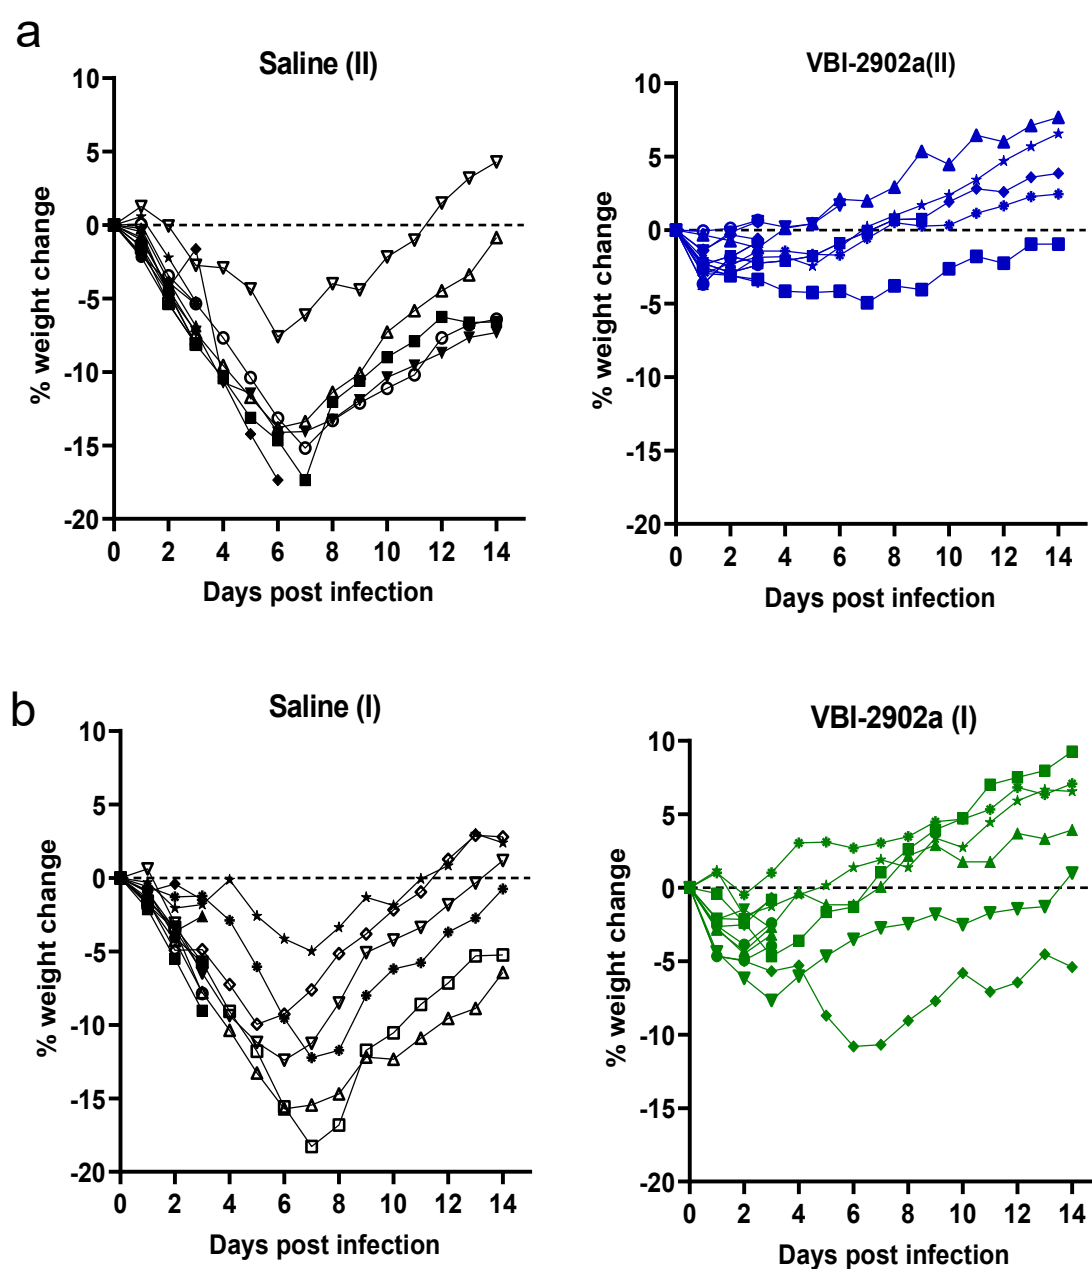 a
Saline (II)
10
5
0
-5
-10
-15
-20
% weight change
0 2 4 6 8 10 12 14
Days post infection
VBI-2902a(II)
10
5
0
-5
-10
-15
-20
% weight change
0 2 4 6 8 10 12 14
Days post infection
b
Saline (I)
10
5
0
-5
-10
-15
-20
% weight change
0 2 4 6 8 10 12 14
Days post infection
VBI-2902a (I)
10
5
0
-5
-10
-15
-20
% weight change
0 2 4 6 8 10 12 14
Days post infection